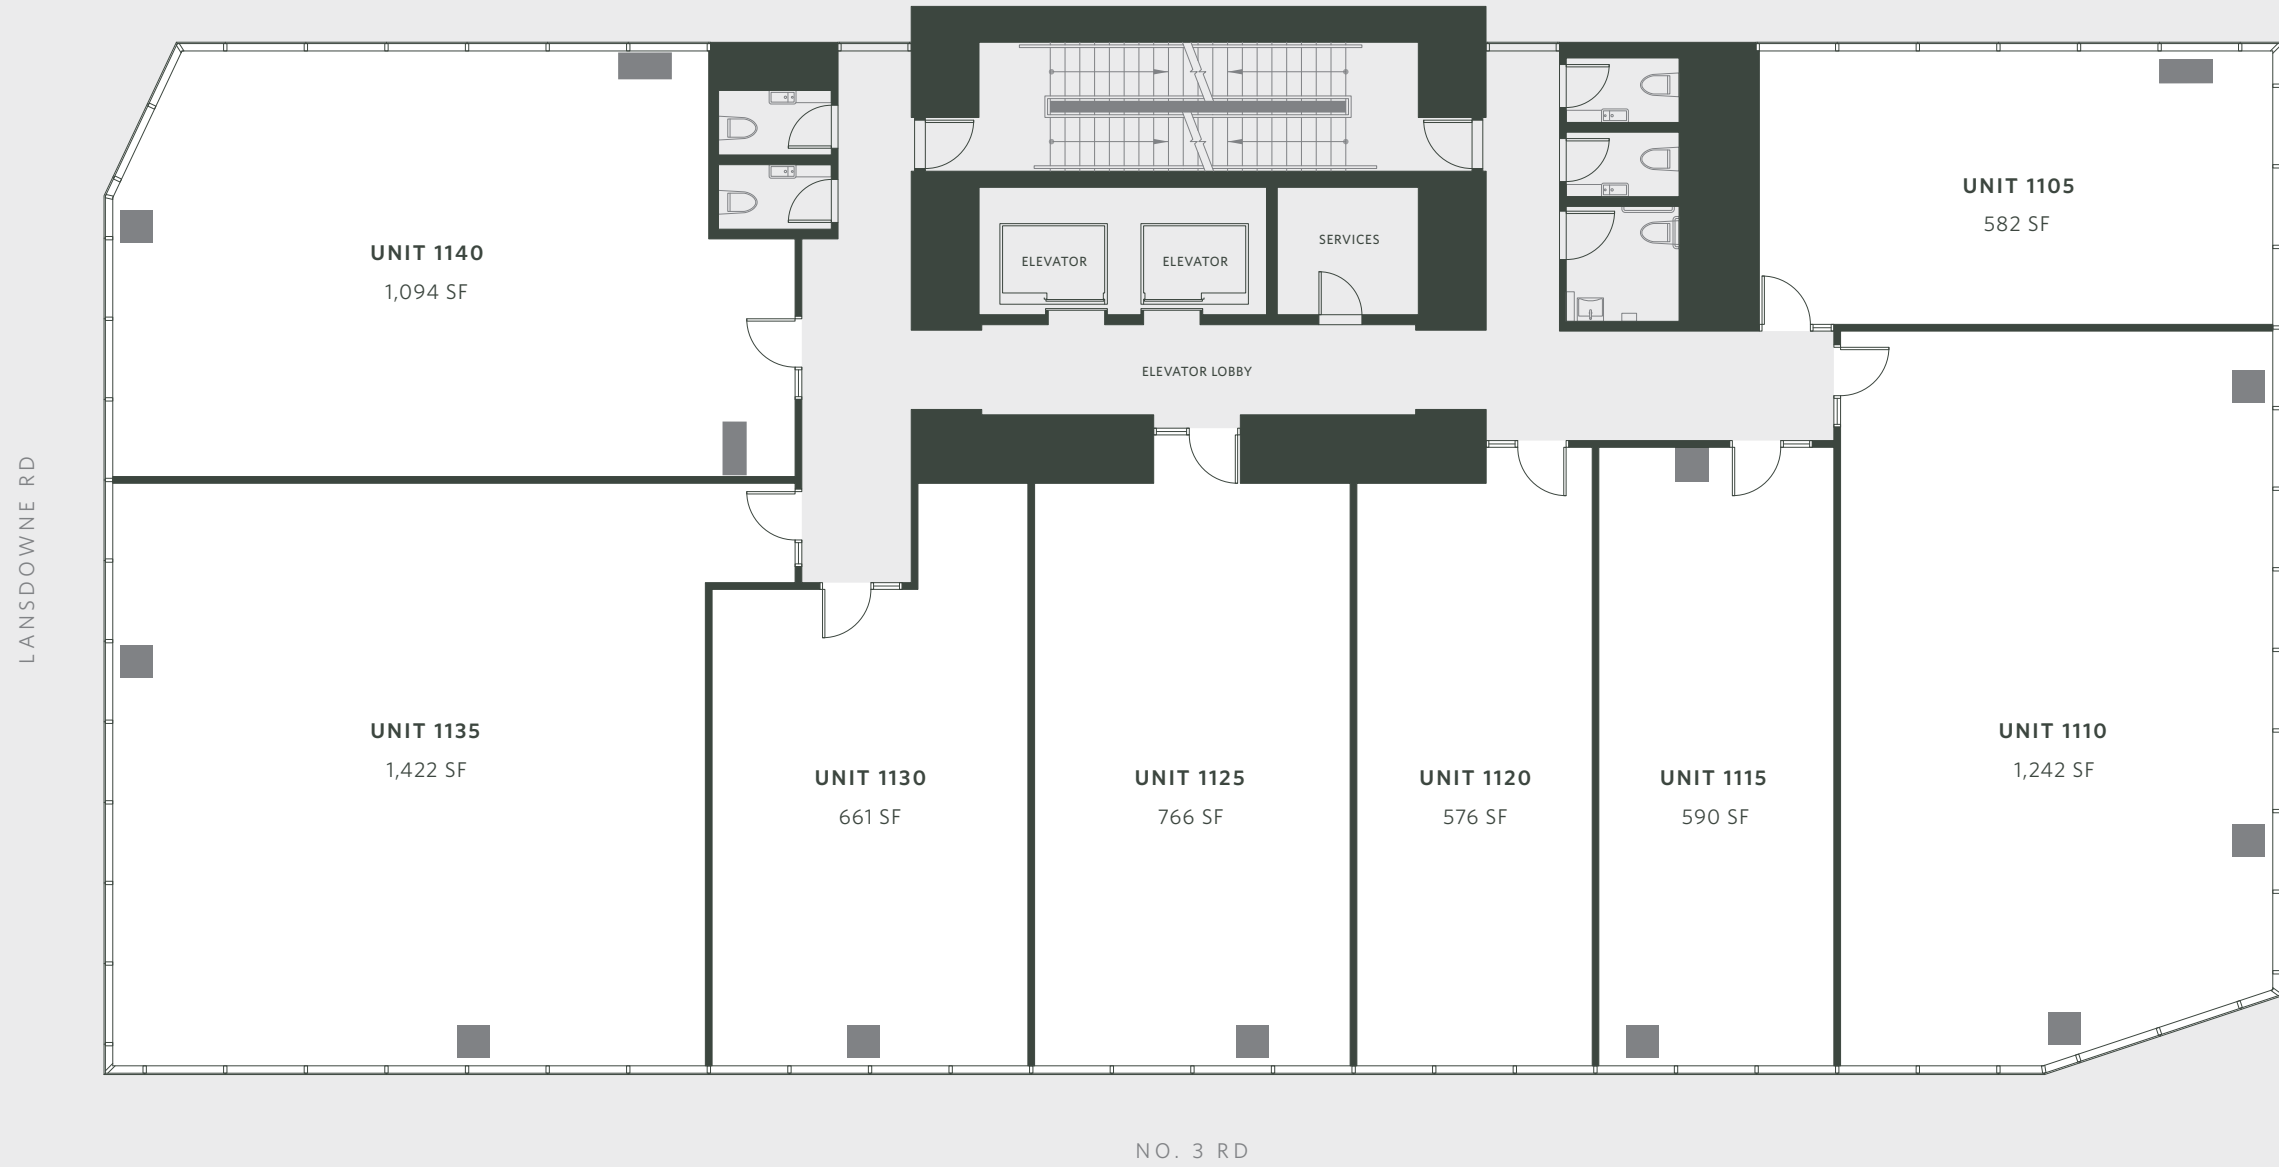 UNIT 1105
582 SF
SERVICES
UNIT 1140
1,094 SF
ELEVATOR
ELEVATOR
ELEVATOR LOBBY
LANSDOWNE RD
UNIT 1135
1,422 SF
UNIT 1130
661 SF
UNIT 1125
766 SF
UNIT 1120
576 SF
UNIT 1115
590 SF
UNIT 1110
1,242 SF
NO. 3 RD